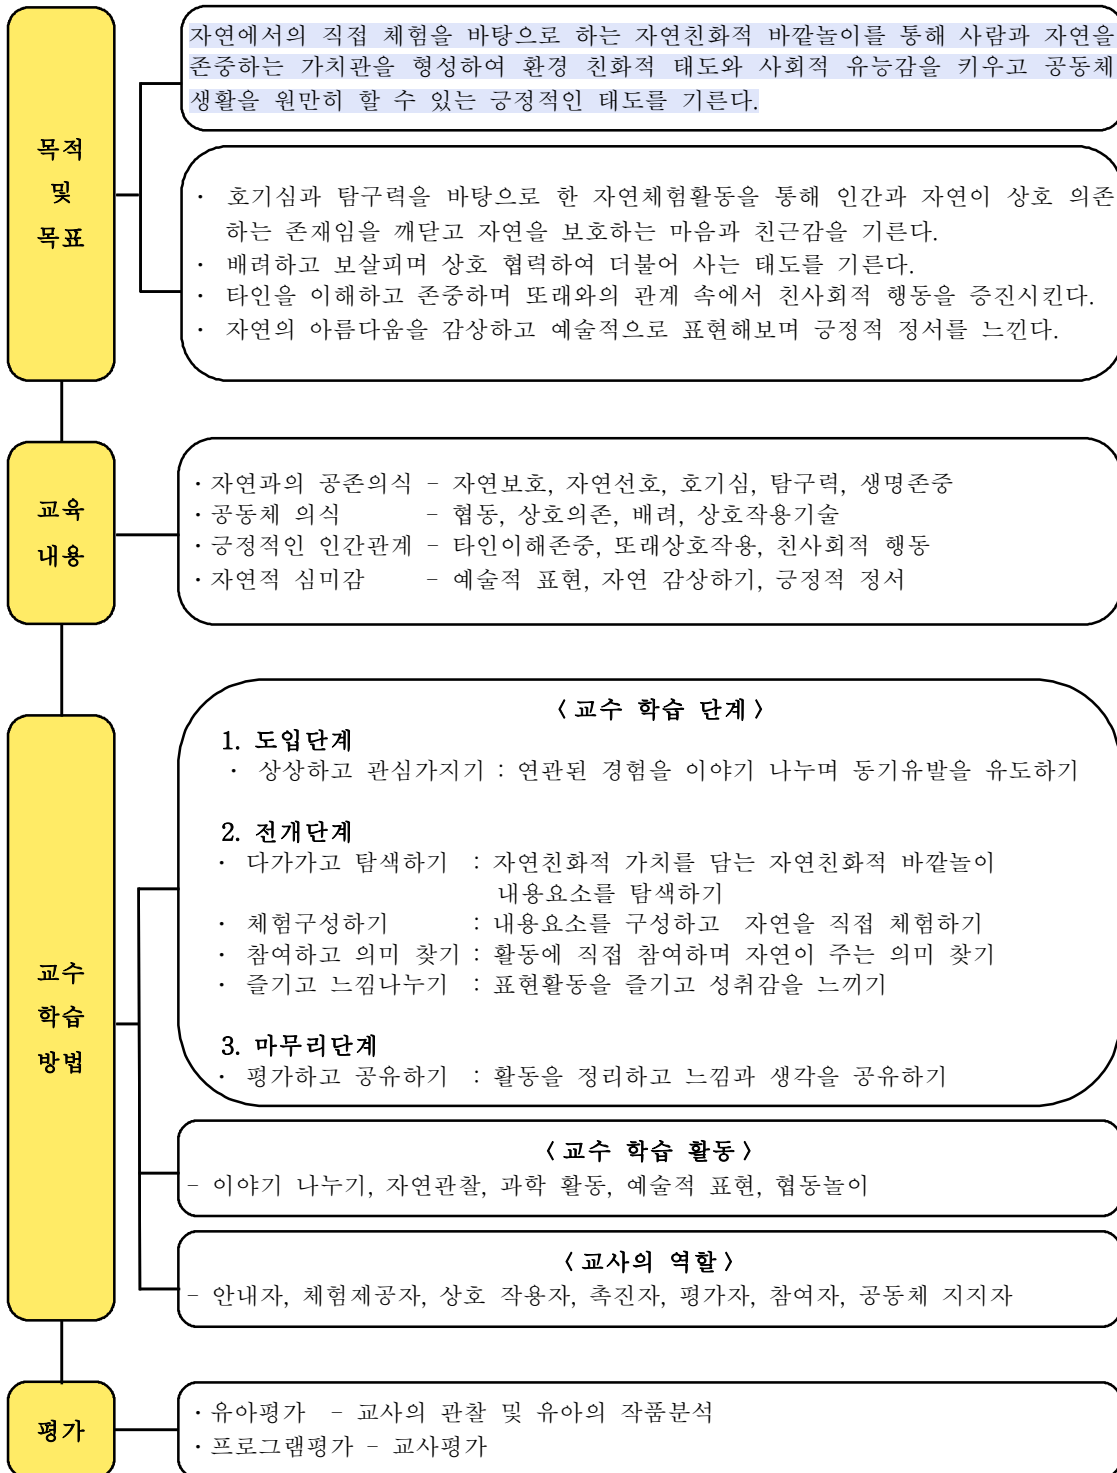 자연에서의 직접 체험을 바탕으로 하는 자연친화적 바깥놀이를 통해 사람과 자연을
존중하는 가치관을 형성하여 환경 친화적 태도와 사회적 유능감을 키우고 공동체
생활을 원만히 할 수 있는 긍정적인 태도를 기른다.
목적
및
목표
· 호기심과 탐구력을 바탕으로 한 자연체험활동을 통해 인간과 자연이 상호 의존
하는 존재임을 깨닫고 자연을 보호하는 마음과 친근감을 기른다.
· 배려하고 보살피며 상호 협력하여 더불어 사는 태도를 기른다.
· 타인을 이해하고 존중하며 또래와의 관계 속에서 친사회적 행동을 증진시킨다.
· 자연의 아름다움을 감상하고 예술적으로 표현해보며 긍정적 정서를 느낀다.
교육
내용
· 자연과의 공존의식 - 자연보호, 자연선호, 호기심, 탐구력, 생명존중
· 공동체 의식 - 협동, 상호의존, 배려, 상호작용기술
· 긍정적인 인간관계 - 타인이해존중, 또래상호작용, 친사회적 행동
· 자연적 심미감 - 예술적 표현, 자연 감상하기, 긍정적 정서
교수
학습
방법
< 교수 학습 단계 >
1. 도입단계
· 상상하고 관심가지기 : 연관된 경험을 이야기 나누며 동기유발을 유도하기
2. 전개단계
· 다가가고 탐색하기 : 자연친화적 가치를 담는 자연친화적 바깥놀이
내용요소를 탐색하기
· 체험구성하기 : 내용요소를 구성하고 자연을 직접 체험하기
· 참여하고 의미 찾기 : 활동에 직접 참여하며 자연이 주는 의미 찾기
· 즐기고 느낌나누기 : 표현활동을 즐기고 성취감을 느끼기
3. 마무리단계
· 평가하고 공유하기 : 활동을 정리하고 느낌과 생각을 공유하기
< 교수 학습 활동 >
- 이야기 나누기, 자연관찰, 과학 활동, 예술적 표현, 협동놀이
< 교사의 역할 >
- 안내자, 체험제공자, 상호 작용자, 촉진자, 평가자, 참여자, 공동체 지지자
평가
· 유아평가 - 교사의 관찰 및 유아의 작품분석
· 프로그램평가 - 교사평가